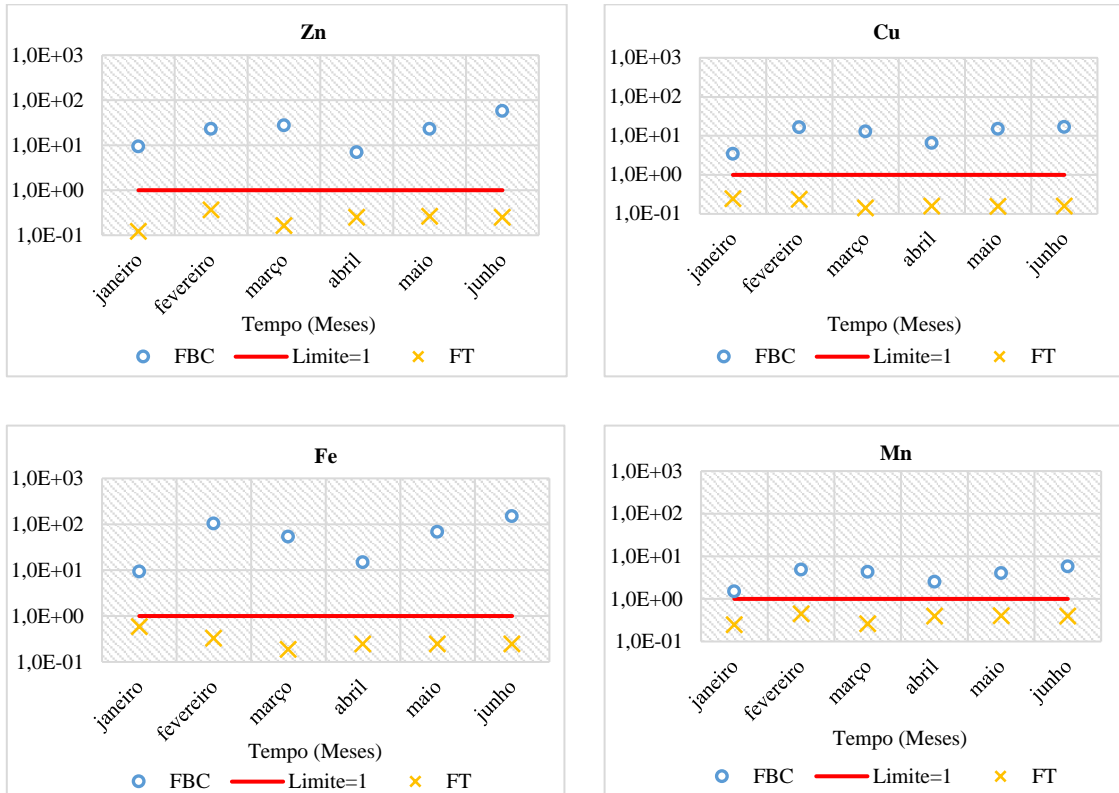 Zn
1,0E+03
1,0E+02
1,0E+01
1,0E+00
1,0E-01
janeiro
fevereiro
março
abril
maio
junho
Tempo (Meses)
FBC Limite=1 FT
Cu
1,0E+03
1,0E+02
1,0E+01
1,0E+00
1,0E-01
janeiro
fevereiro
março
abril
maio
junho
Tempo (Meses)
FBC Limite=1 FT
Fe
1,0E+03
1,0E+02
1,0E+01
1,0E+00
1,0E-01
janeiro
fevereiro
março
abril
maio
junho
Tempo (Meses)
FBC Limite=1 FT
Mn
1,0E+03
1,0E+02
1,0E+01
1,0E+00
1,0E-01
janeiro
fevereiro
março
abril
maio
junho
Tempo (Meses)
FBC Limite=1 FT